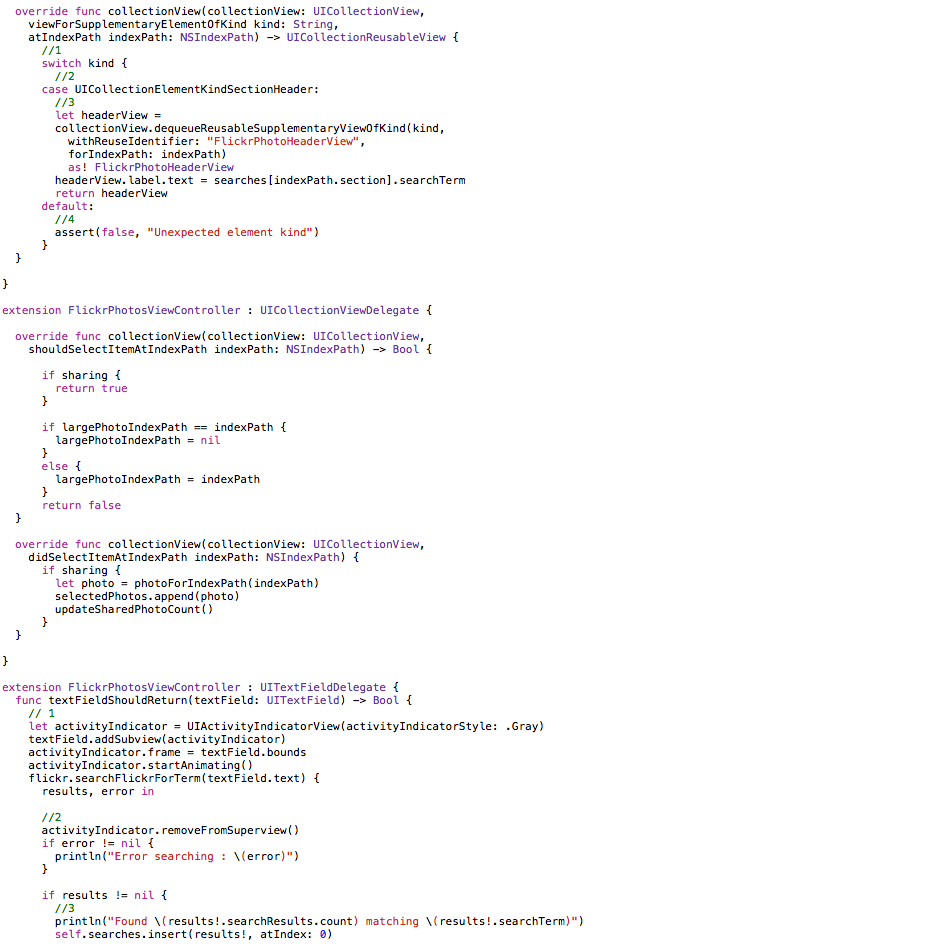 override func collectionView(collectionView: UICollectionView,
viewForSupplementaryElementOfKind kind: String,
atIndexPath indexPath: NSIndexPath) -> UICollectionReusableView {
//1
switch kind {
//2
case UICollectionElementKindSectionHeader:
//3
let headerView =
collectionView.dequeueReusableSupplementaryViewOfKind(kind,
withReuseIdentifier: "FlickrPhotoHeaderView",
forIndexPath: indexPath)
as! FlickrPhotoHeaderView
headerView.label.text = searches[indexPath.section].searchTerm
return headerView
default:
//4
assert(false, "Unexpected element kind")
}
}
}
extension FlickrPhotosViewController : UICollectionViewDelegate {
override func collectionView(collectionView: UICollectionView,
shouldSelectItemAtIndexPath indexPath: NSIndexPath) -> Bool {
if sharing {
return true
}
if largePhotoIndexPath == indexPath {
largePhotoIndexPath = nil
}
else {
largePhotoIndexPath = indexPath
}
return false
}
override func collectionView(collectionView: UICollectionView,
didSelectItemAtIndexPath indexPath: NSIndexPath) {
if sharing {
let photo = photoForIndexPath(indexPath)
selectedPhotos.append(photo)
updateSharedPhotoCount()
}
}
}
extension FlickrPhotosViewController : UITextFieldDelegate {
func textFieldShouldReturn(textField: UITextField) -> Bool {
// 1
let activityIndicator = UIActivityIndicatorView(activityIndicatorStyle: .Gray)
textField.addSubview(activityIndicator)
activityIndicator.frame = textField.bounds
activityIndicator.startAnimating()
flickr.searchFlickrForTerm(textField.text) {
results, error in
//2
activityIndicator.removeFromSuperview()
if error != nil {
println("Error searching : \(error)")
}
if results != nil {
//3
println("Found \(results!.searchResults.count) matching \(results!.searchTerm)")
self.searches.insert(results!, atIndex: 0)